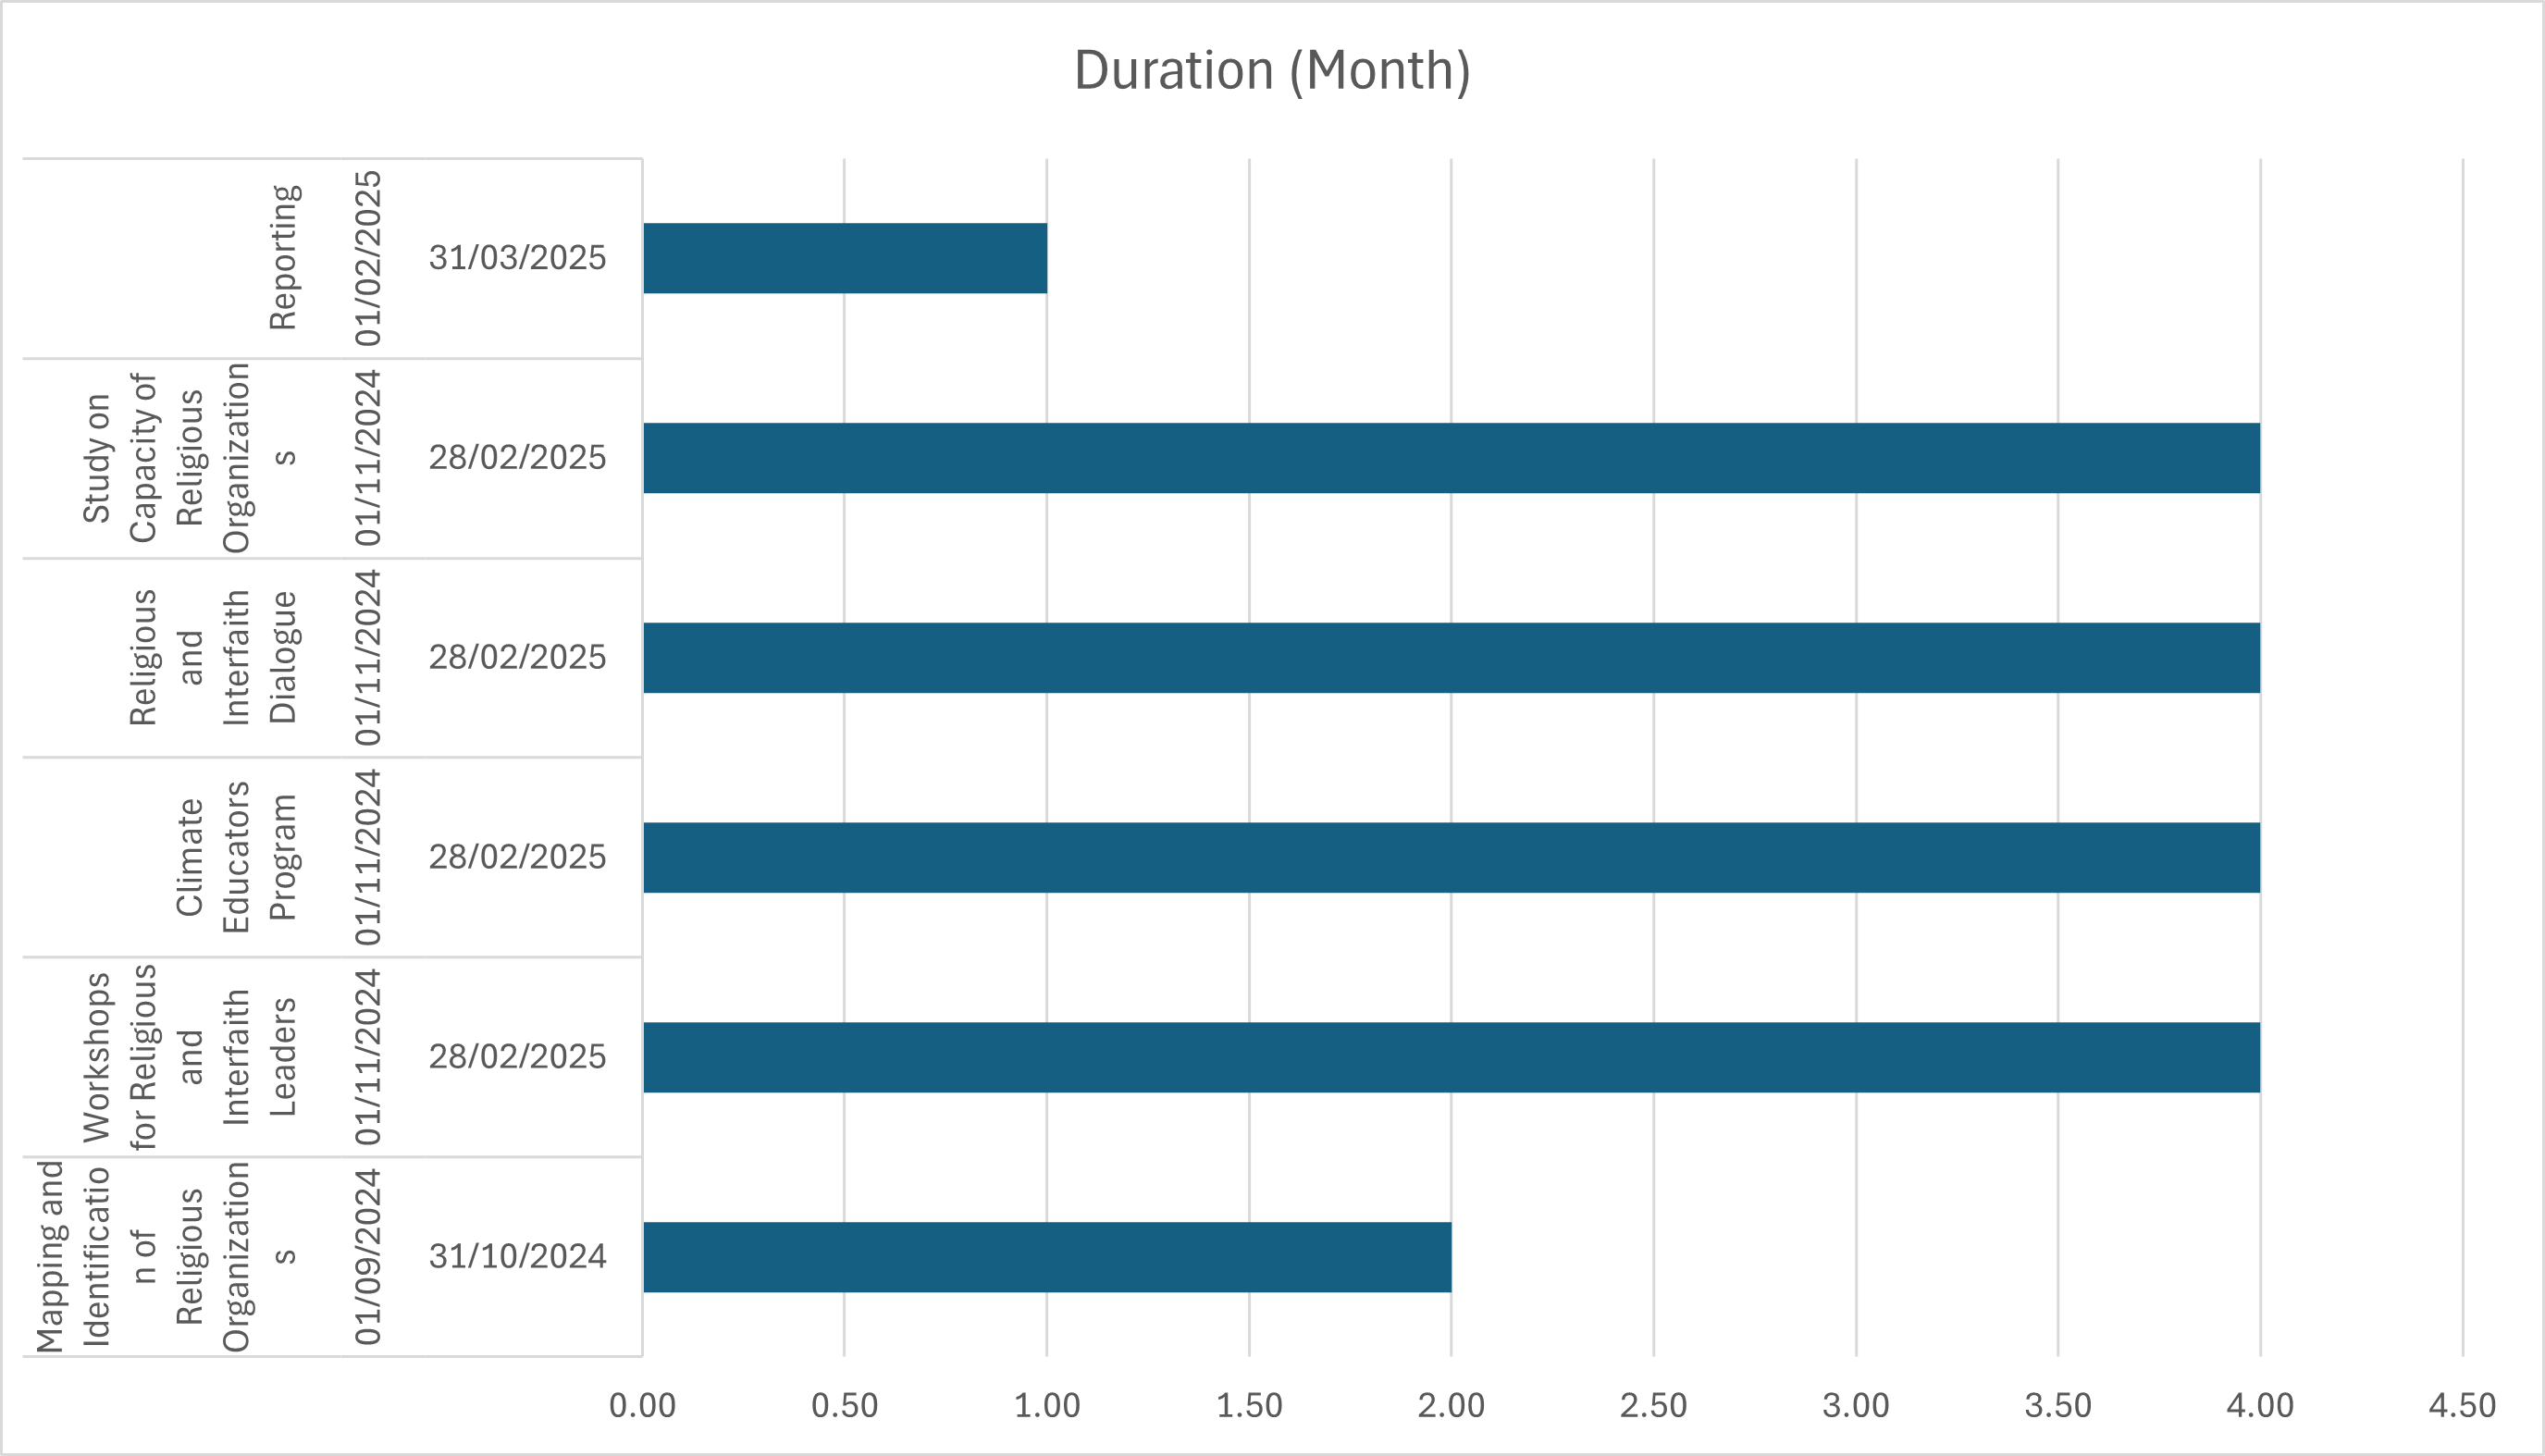 Duration (Month)
Reporting
01/02/2025
31/03/2025
Study on
Capacity of
Religious
Organization
s
01/11/2024
28/02/2025
Religious
and
Interfaith
Dialogue
01/11/2024
28/02/2025
Climate
Educators
Program
01/11/2024
28/02/2025
Workshops
for Religious
and
Interfaith
Leaders
01/11/2024
28/02/2025
Mapping and
Identificatio
n of
Religious
Organization
s
01/09/2024
31/10/2024
0.00 0.50 1.00 1.50 2.00 2.50 3.00 3.50 4.00 4.50